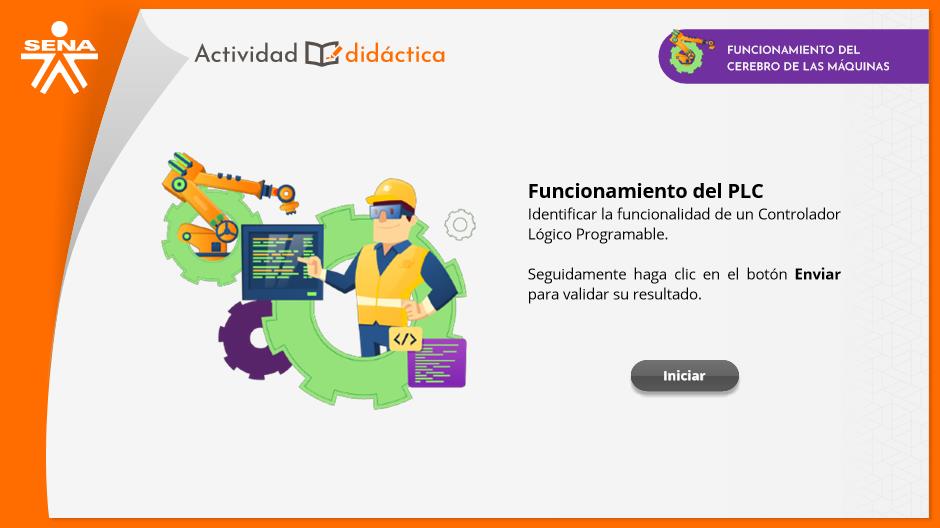 SENA
Actividad didáctica
FUNCIONAMIENTO DEL
CEREBRO DE LAS MÁQUINAS
Funcionamiento del PLC
Identificar la funcionalidad de un Controlador
Lógico Programable.
Seguidamente haga clic en el botón Enviar
para validar su resultado.
</>
Iniciar